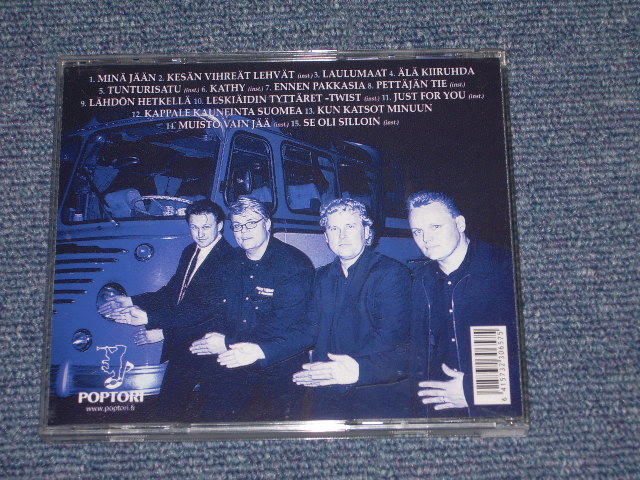 1. MINÄ JÄÄN 2. KESÄN VIHREÄT LEHVÄT (inst.) 3. LAULUMAAT 4. ÄLÄ KIIRUHDA
5. TUNTURISATU (inst.) 6. KATHY (inst.) 7. ENNEN PAKKASIA 8. PETTÄJÄN TIE (inst.)
9. LÄHDÖN HETKELLÄ 10. LESKIÄIDIN TYTTÄRET -TWIST (inst.) 11. JUST FOR YOU (inst.)
12. KAPPALE KAUNEINTA SUOMEA 13. KUN KATSOT MINUUN
14. MUISTO VAIN JÄÄ (inst.) 15. SE OLI SILLOIN (inst.)
POPTORI
www.poptori.fi
6 415737 306575